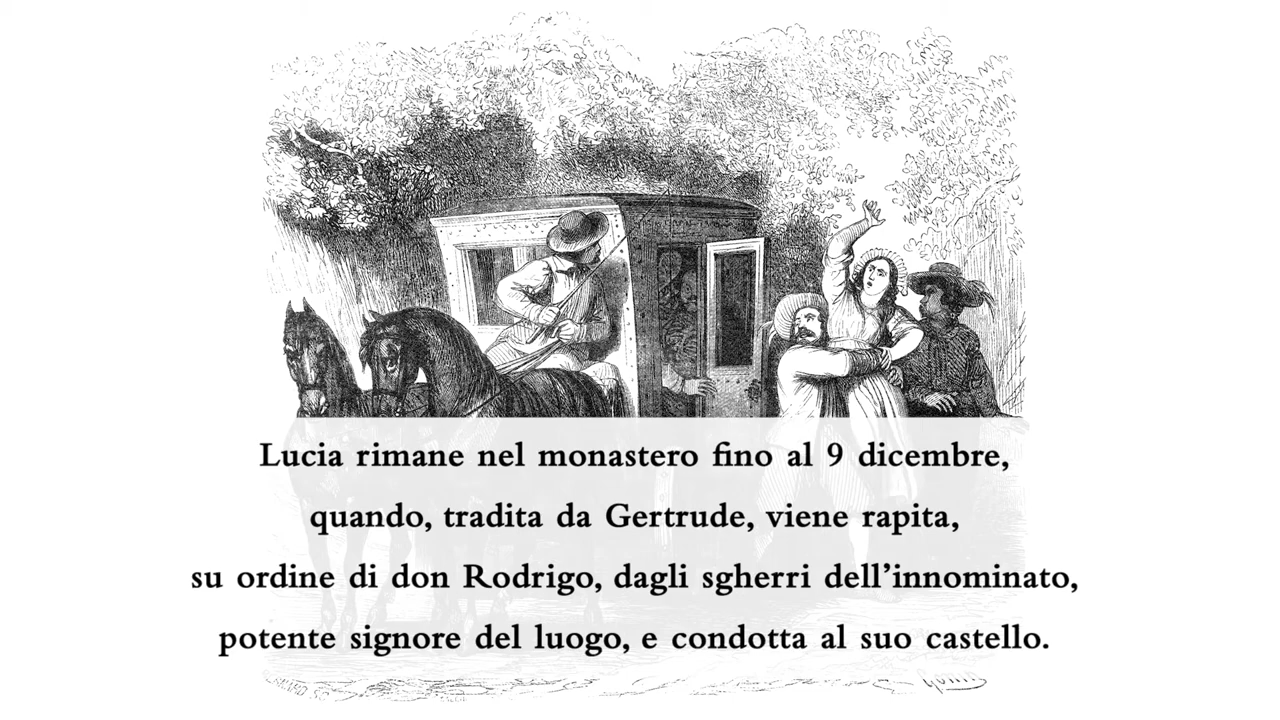 Lucia rimane nel monastero fino al 9 dicembre,
quando, tradita da Gertrude, viene rapita,
su ordine di don Rodrigo, dagli sgherri dell’innominato,
potente signore del luogo, e condotta al suo castello.